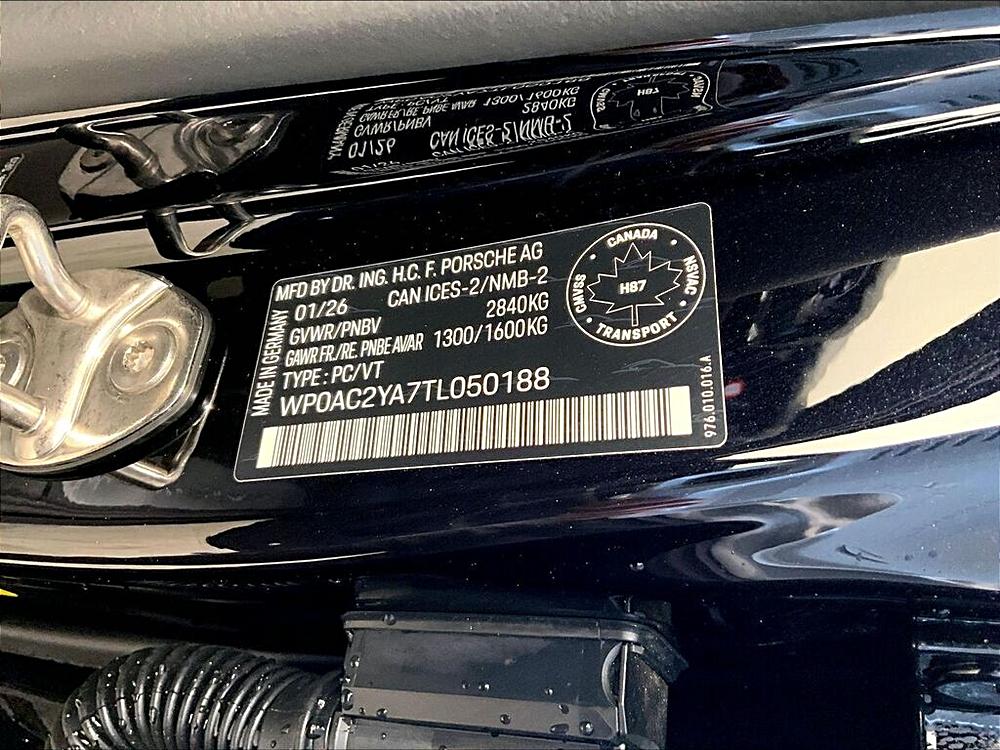 MADE IN GERMANY
MFD BY DR. ING. H.C. F. PORSCHE AG
01/26 CAN ICES-2/NMB-2
GVWR/PNBV 2840KG
GAWR FR./RE. PNBE AVAR 1300/1600KG
TYPE : PC/VT
WP0AC2YA7TL050188
CANADA
CMVSS
NSVAC
H87
TRANSPORT
976.010.016.A